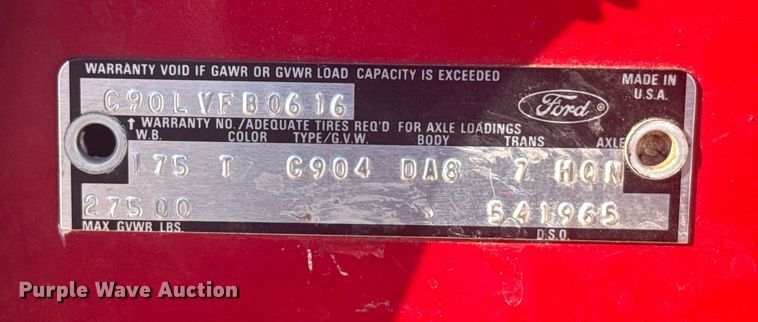 WARRANTY VOID IF GAWR OR GVWR LOAD CAPACITY IS EXCEEDED
MADE IN
U.S.A.
C90LVFB0616
Ford®
↑ WARRANTY NO./ADEQUATE TIRES REQ'D FOR AXLE LOADINGS
W.B. COLOR TYPE/G.V.W. BODY TRANS AXLE
175 T C904 DA8 7 HQN
27500 541965
MAX GVWR LBS. D.S.O.
Purple Wave Auction